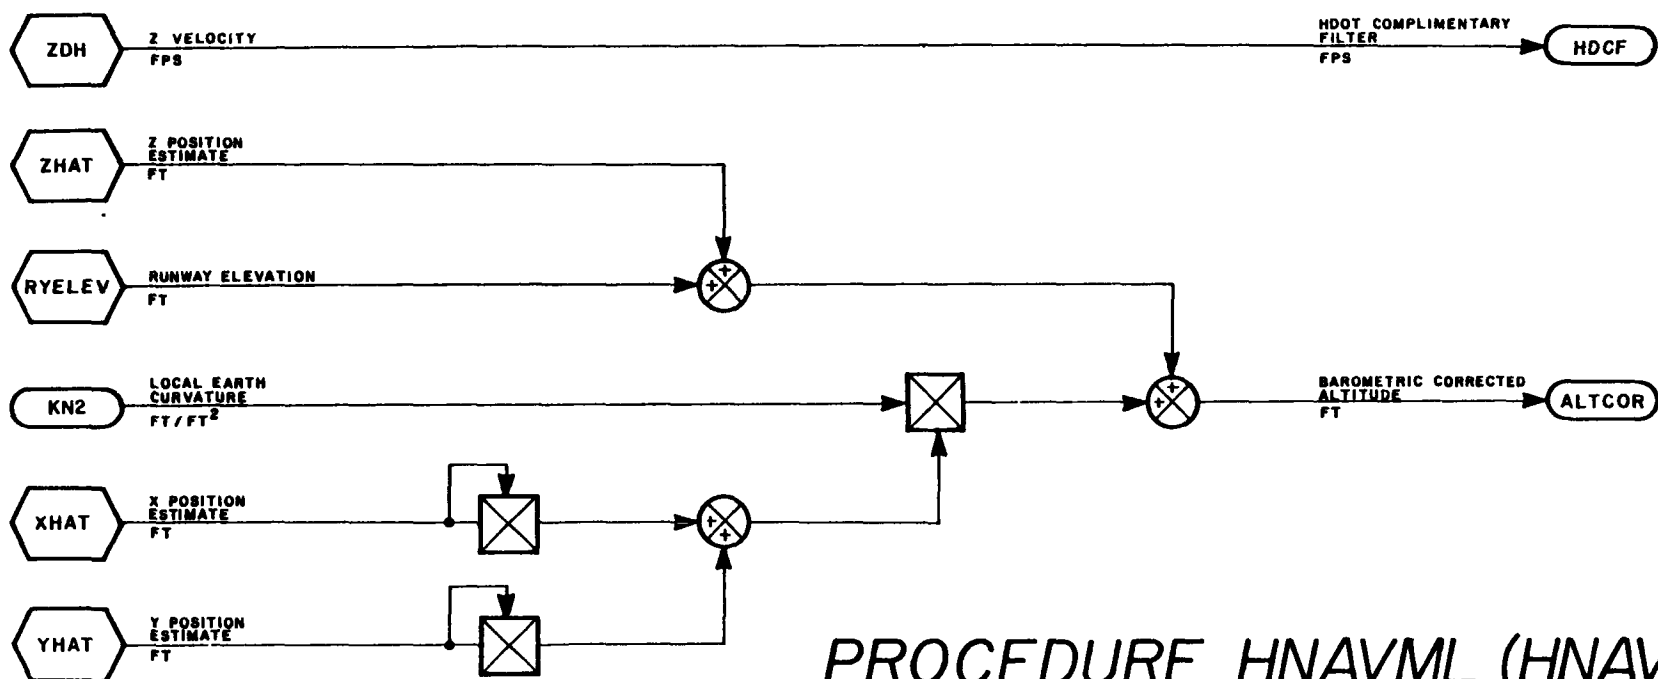 ZDH
Z VELOCITY
FPS
HDOT COMPLIMENTARY
FILTER
FPS
HDCF
ZHAT
Z POSITION
ESTIMATE
FT
+
RYELEV
RUNWAY ELEVATION
FT
+
KN2
LOCAL EARTH
CURVATURE
FT/FT²
+
+
BAROMETRIC CORRECTED
ALTITUDE
FT
ALTCOR
XHAT
X POSITION
ESTIMATE
FT
+
+
YHAT
Y POSITION
ESTIMATE
FT
PROCEDURE HNAVML (HNAV